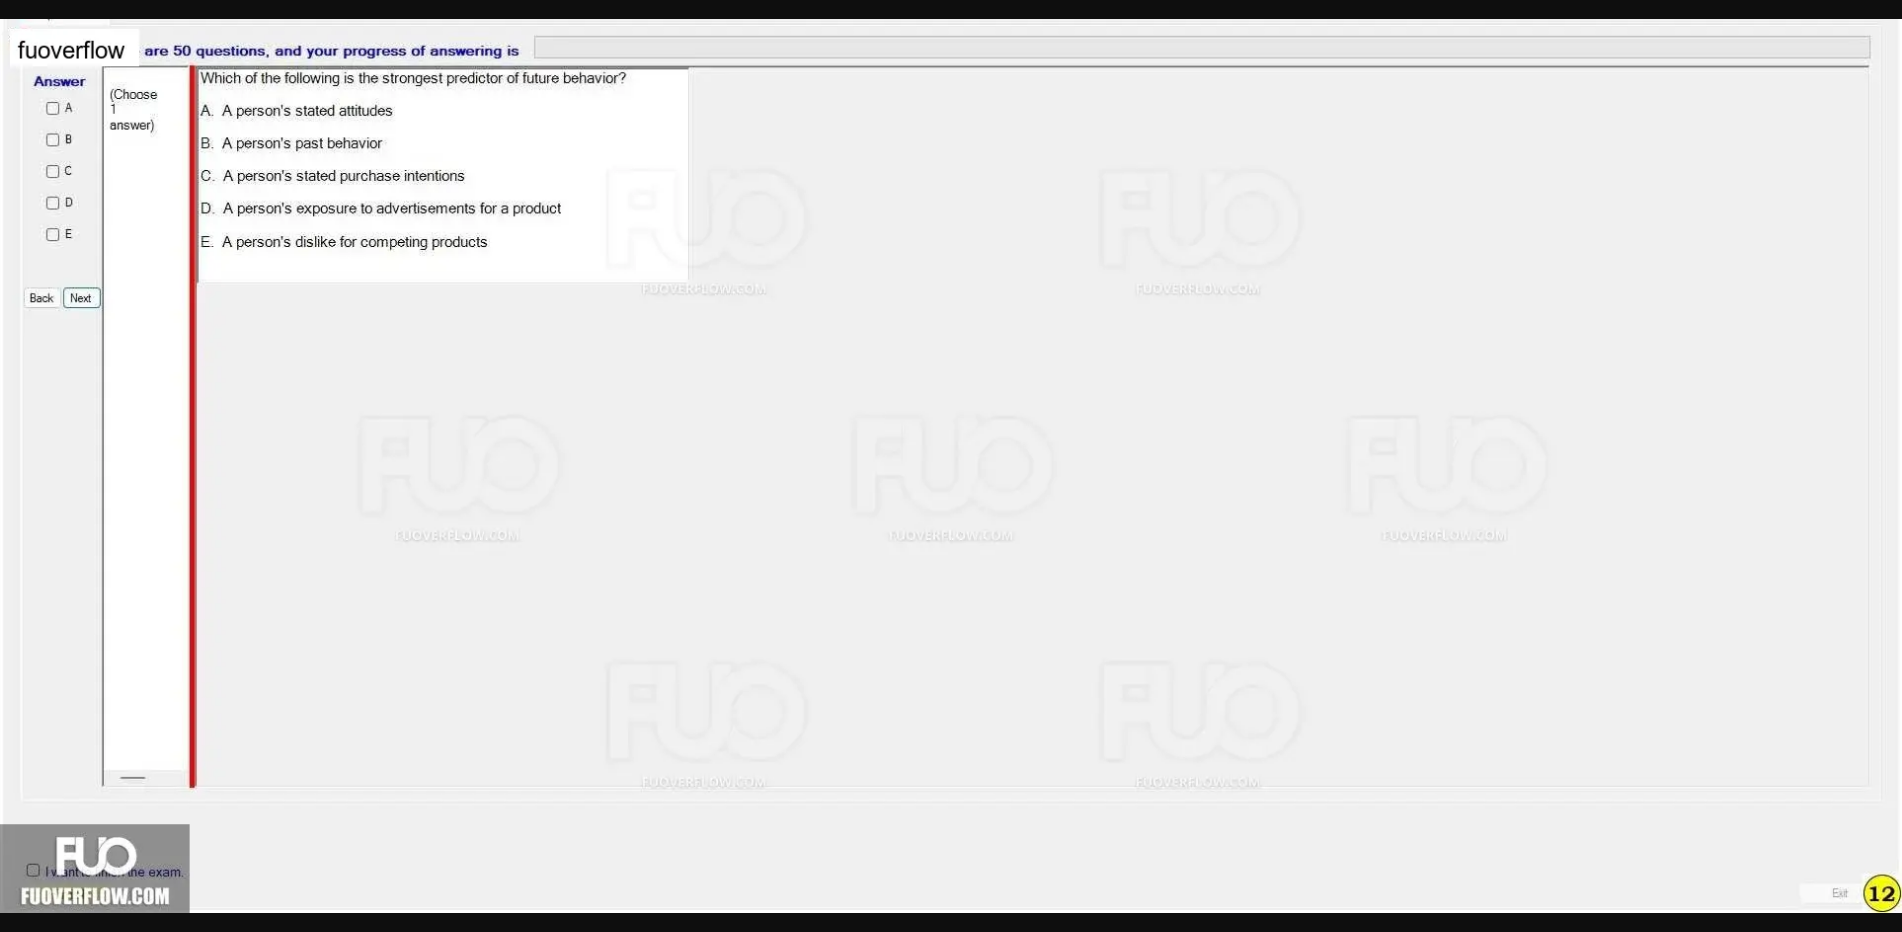 fuoverflow are 50 questions, and your progress of answering is
Answer
A
B
C
D
E
Back Next
(Choose
1
answer)
Which of the following is the strongest predictor of future behavior?
A. A person's stated attitudes
B. A person's past behavior
C. A person's stated purchase intentions
D. A person's exposure to advertisements for a product
E. A person's dislike for competing products
FUO
FUOVERFLOW.COM
FUO
FUOVERFLOW.COM
FUO
FUOVERFLOW.COM
FUO
FUOVERFLOW.COM
FUO
FUOVERFLOW.COM
FUO
FUOVERFLOW.COM
FUO
FUOVERFLOW.COM
FUO
I want the exam.
FUOVERFLOW.COM
Exit
12